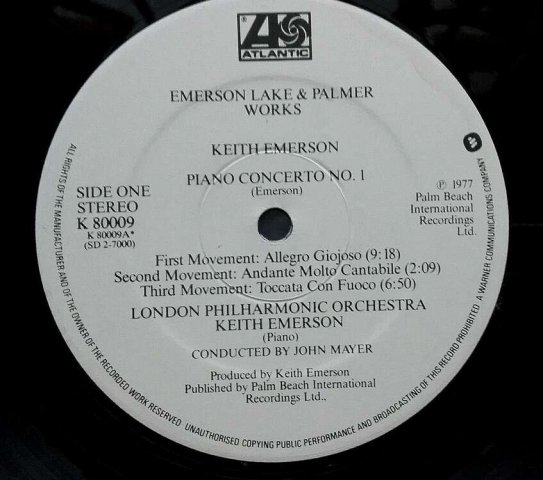 ATLANTIC
EMERSON LAKE & PALMER
WORKS
KEITH EMERSON
PIANO CONCERTO NO. 1
(Emerson)
SIDE ONE
STEREO
K 80009
K 80009A*
(SD 2-7000)
℗ 1977
Palm Beach
International
Recordings
Ltd.
First Movement: Allegro Giojoso (9:18)
Second Movement: Andante Molto Cantabile (2:09)
Third Movement: Toccata Con Fuoco (6:50)
LONDON PHILHARMONIC ORCHESTRA
KEITH EMERSON
(Piano)
CONDUCTED BY JOHN MAYER
Produced by Keith Emerson
Published by Palm Beach International
Recordings Ltd.,
ALL RIGHTS OF THE MANUFACTURER AND OF THE OWNER OF THE RECORDED WORK RESERVED UNAUTHORISED COPYING PUBLIC PERFORMANCE AND BROADCASTING OF THIS RECORD PROHIBITED A WARNER COMMUNICATIONS COMPANY